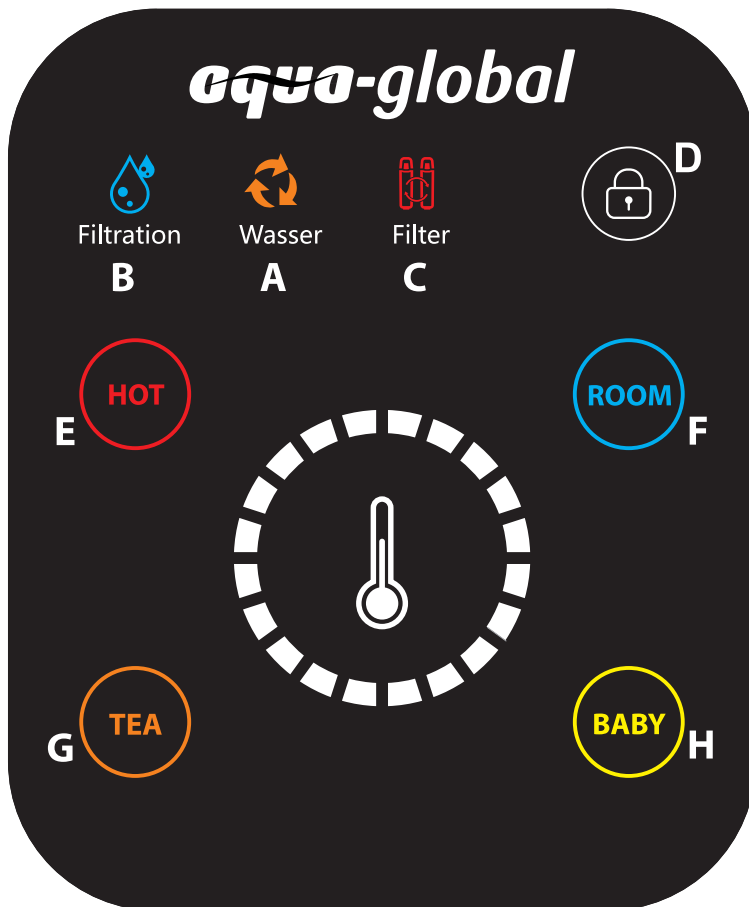 aqua-global
D
Filtration Wasser Filter
B A C
HOT ROOM
E F
TEA BABY
G H